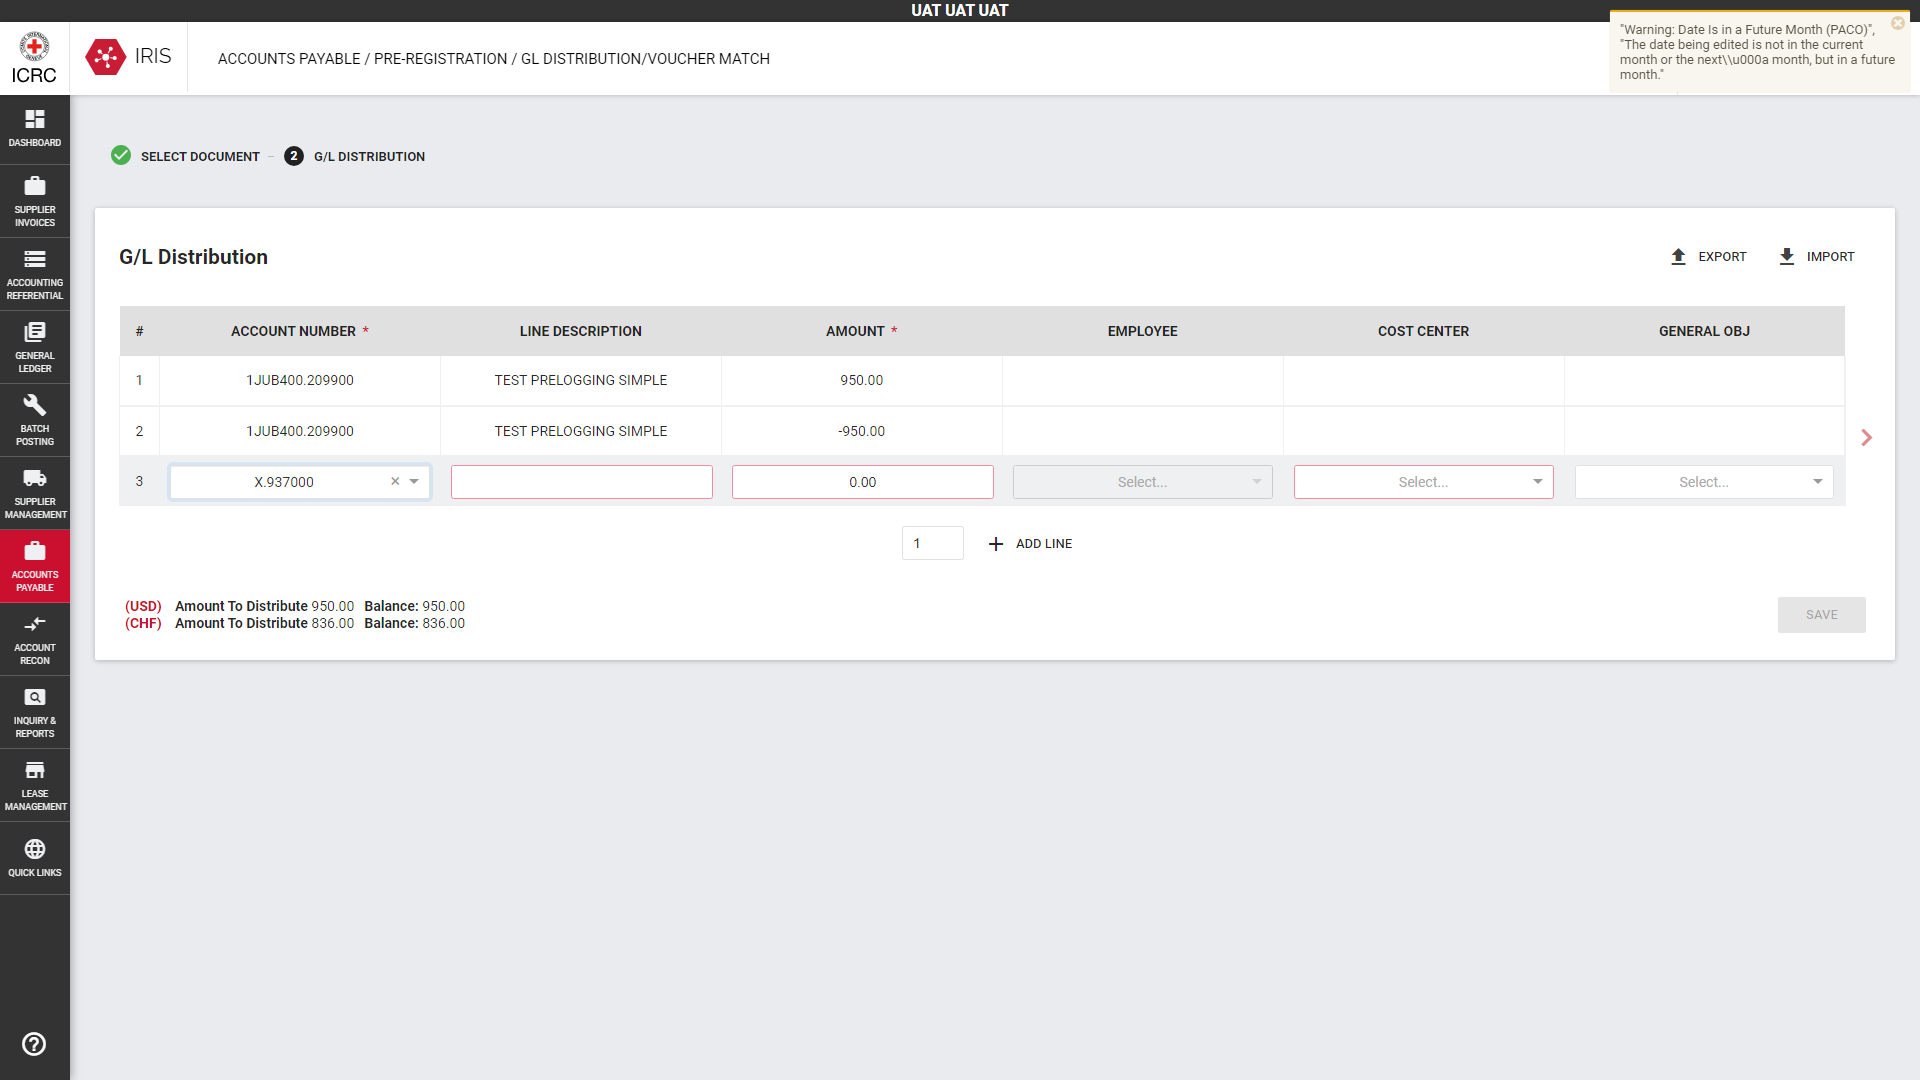 UAT UAT UAT
ICRC
IRIS
ACCOUNTS PAYABLE / PRE-REGISTRATION / GL DISTRIBUTION/VOUCHER MATCH
"Warning: Date Is in a Future Month (PACO)",
"The date being edited is not in the current
month or the next\\u000a month, but in a future
month."
DASHBOARD
SUPPLIER
INVOICES
ACCOUNTING
REFERENTIAL
GENERAL
LEDGER
BATCH
POSTING
SUPPLIER
MANAGEMENT
ACCOUNTS
PAYABLE
ACCOUNT
RECON
INQUIRY &
REPORTS
LEASE
MANAGEMENT
QUICK LINKS
SELECT DOCUMENT – 2 G/L DISTRIBUTION
G/L Distribution
EXPORT IMPORT
# ACCOUNT NUMBER * LINE DESCRIPTION AMOUNT * EMPLOYEE COST CENTER GENERAL OBJ
1 1JUB400.209900 TEST PRELOGGING SIMPLE 950.00
2 1JUB400.209900 TEST PRELOGGING SIMPLE -950.00
3 X.937000 × 0.00 Select... Select... Select...
1 + ADD LINE
(USD) Amount To Distribute 950.00 Balance: 950.00
(CHF) Amount To Distribute 836.00 Balance: 836.00
SAVE